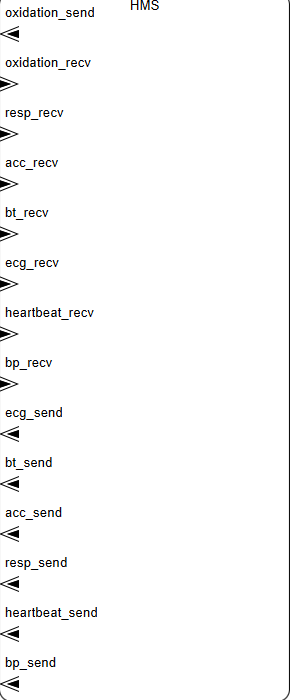 HMS
oxidation_send
oxidation_recv
resp_recv
acc_recv
bt_recv
ecg_recv
heartbeat_recv
bp_recv
ecg_send
bt_send
acc_send
resp_send
heartbeat_send
bp_send